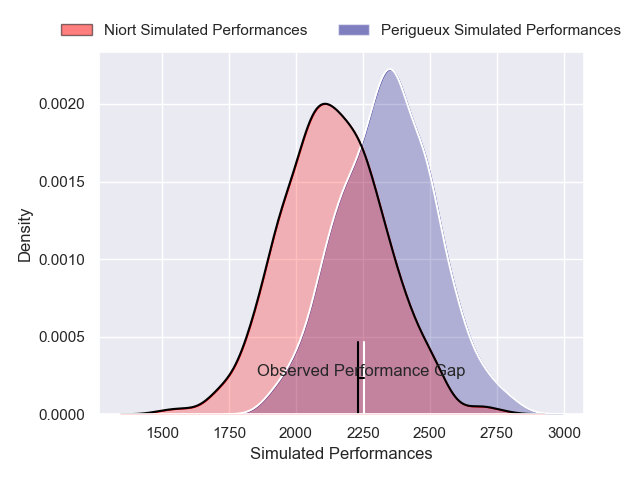 Niort Simulated Performances Perigueux Simulated Performances
0.0020
0.0015
0.0010
0.0005
0.0000
Density
Observed Performance Gap
1500 1750 2000 2250 2500 2750 3000
Simulated Performances